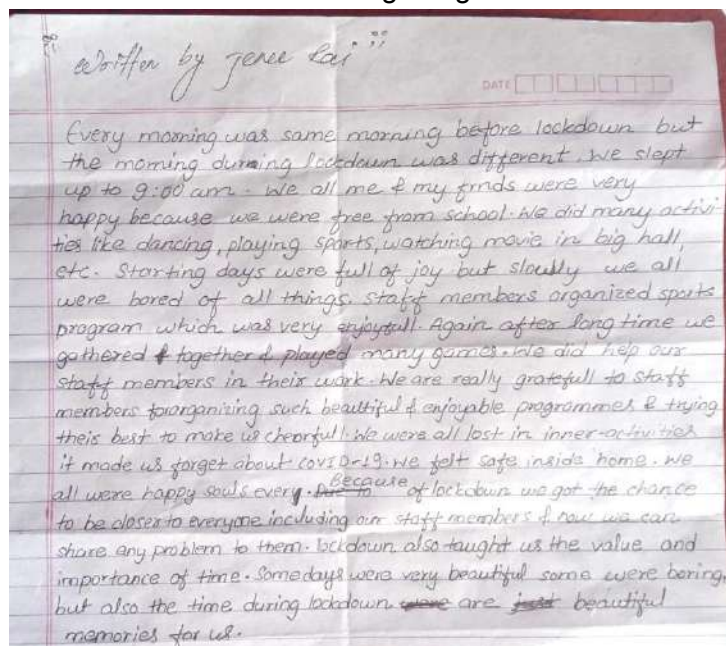 Written by Jenee Rai
DATE
Every morning was same morning before lockdown but
the morning during lockdown was different. We slept
up to 9:00 am. We all me & my frnds were very
happy because we were free from school. We did many activi-
ties like dancing, playing sports, watching movie in big hall,
etc. Starting days were full of joy but sloubly we all
were bored of all things. Staff members organized sports
program which was very enjoyfull. Again after long time we
gathered together & played many games. We did help our
staff members in their work. We are really gratefull to staff
members fororganizing such beautiful & enjoyable programmes & trying
their best to make us cheerfull. We were all lost in inner-activities
it made us forget about COVID-19. We felt safe inside home. We
all were happy souls every. Because of lockdown we got the chance
to be closer to everyone including our staff members & now we can
share any problem to them. lockdown also taught us the value and
importance of time. Somedays were very beautiful some were boring,
but also the time during lockdown are beautiful
memories for us.